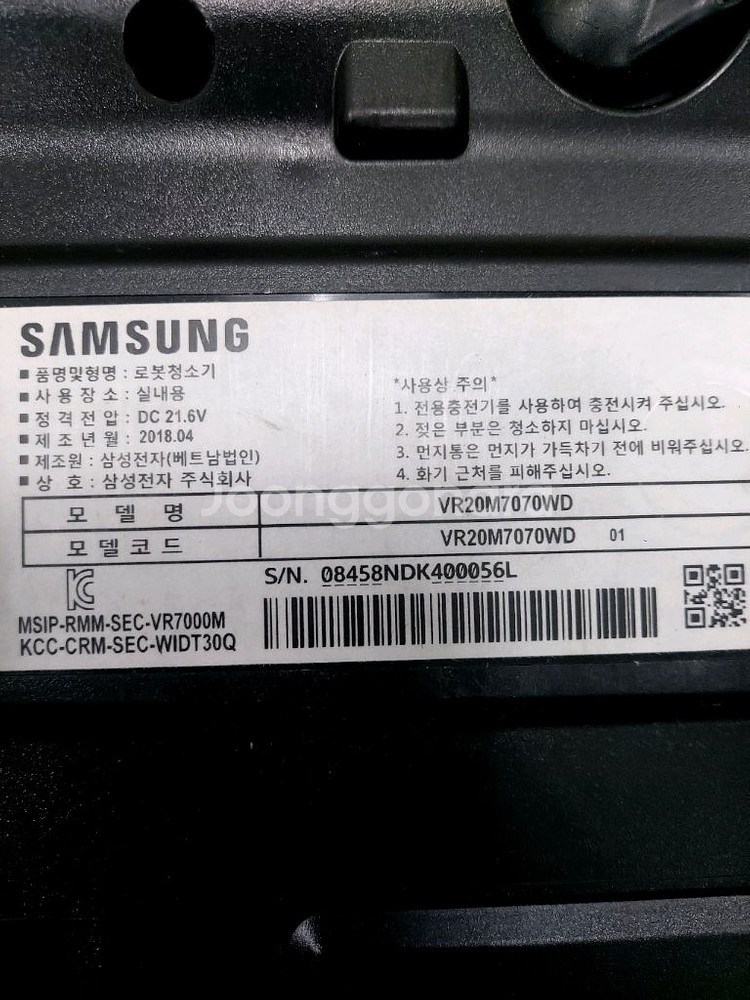 SAMSUNG
■ 품명및형명 : 로봇청소기
■ 사 용 장 소 : 실내용
■ 정 격 전 압 : DC 21.6V
■ 제 조 년 월 : 2018.04
■ 제조원 : 삼성전자(베트남법인)
■ 상 호 : 삼성전자 주식회사
*사용상 주의*
1. 전용충전기를 사용하여 충전시켜 주십시오.
2. 젖은 부분은 청소하지 마십시오.
3. 먼지통은 먼지가 가득차기 전에 비워주십시오.
4. 화기 근처를 피해주십시오.
모 델 명 VR20M7070WD
모 델 코 드 VR20M7070WD 01
S/N. 08458NDK400056L
MSIP-RMM-SEC-VR7000M
KCC-CRM-SEC-WIDT30Q